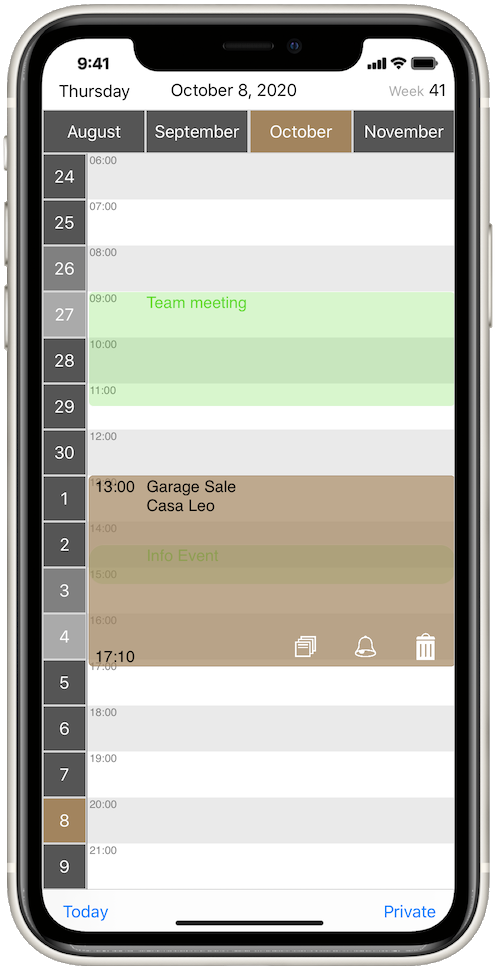 9:41
Thursday October 8, 2020 Week 41
August September October November
24 06:00
25 07:00
26 08:00
27 09:00 Team meeting
28 10:00
29 11:00
30 12:00
1 13:00 Garage Sale
Casa Leo
2 14:00
Info Event
3 15:00
4 16:00
17:10
5 17:00
6 18:00
7 19:00
8 20:00
9 21:00
Today Private